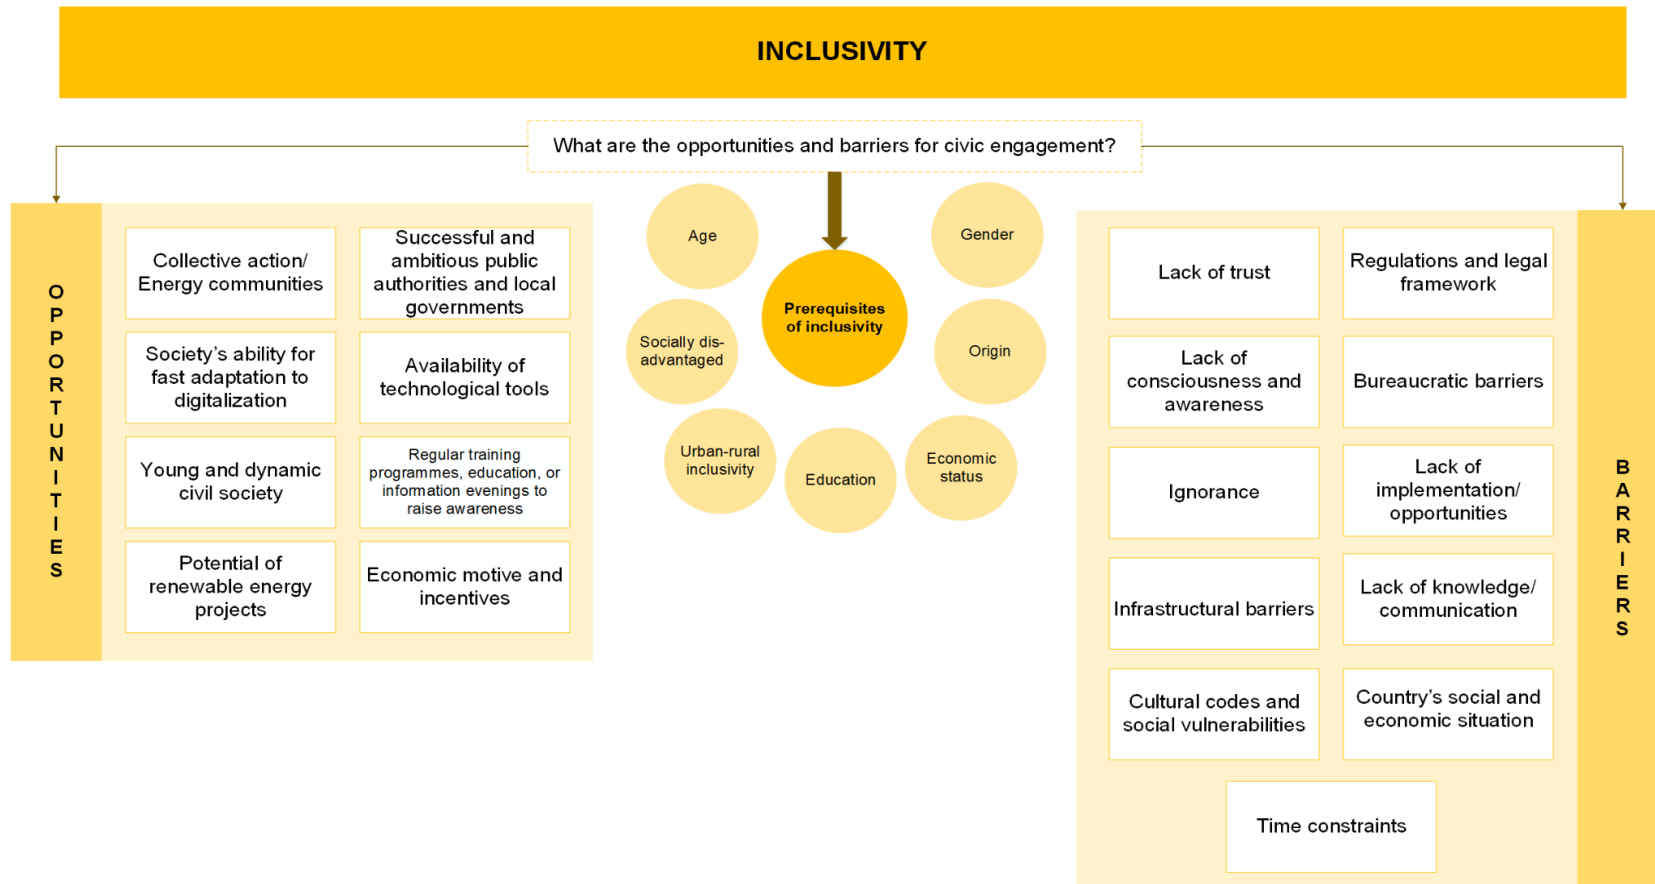 INCLUSIVITY
What are the opportunities and barriers for civic engagement?
OPPORTUNITIES
Collective action/
Energy communities
Successful and
ambitious public
authorities and local
governments
Society's ability for
fast adaptation to
digitalization
Availability of
technological tools
Young and dynamic
civil society
Regular training
programmes, education, or
information evenings to
raise awareness
Potential of
renewable energy
projects
Economic motive and
incentives
Age
Gender
Prerequisites
of inclusivity
Socially dis-
advantaged
Origin
Urban-rural
inclusivity
Education
Economic
status
Lack of trust
Regulations and legal
framework
Lack of
consciousness and
awareness
Bureaucratic barriers
Ignorance
Lack of
implementation/
opportunities
Infrastructural barriers
Lack of knowledge/
communication
Cultural codes and
social vulnerabilities
Country's social and
economic situation
Time constraints
BARRIERS